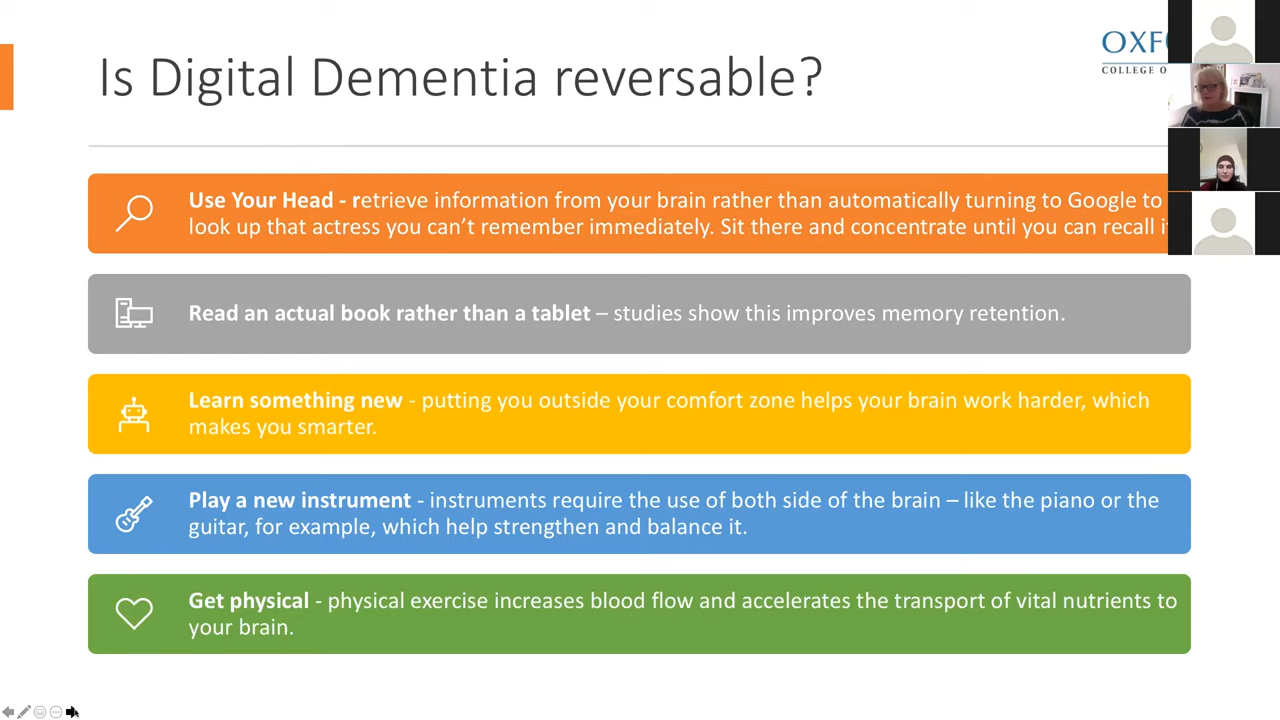 Is Digital Dementia reversable?
OXF
COLLEGE O
Use Your Head - retrieve information from your brain rather than automatically turning to Google to
look up that actress you can’t remember immediately. Sit there and concentrate until you can recall
Read an actual book rather than a tablet – studies show this improves memory retention.
Learn something new - putting you outside your comfort zone helps your brain work harder, which
makes you smarter.
Play a new instrument - instruments require the use of both side of the brain – like the piano or the
guitar, for example, which help strengthen and balance it.
Get physical - physical exercise increases blood flow and accelerates the transport of vital nutrients to
your brain.